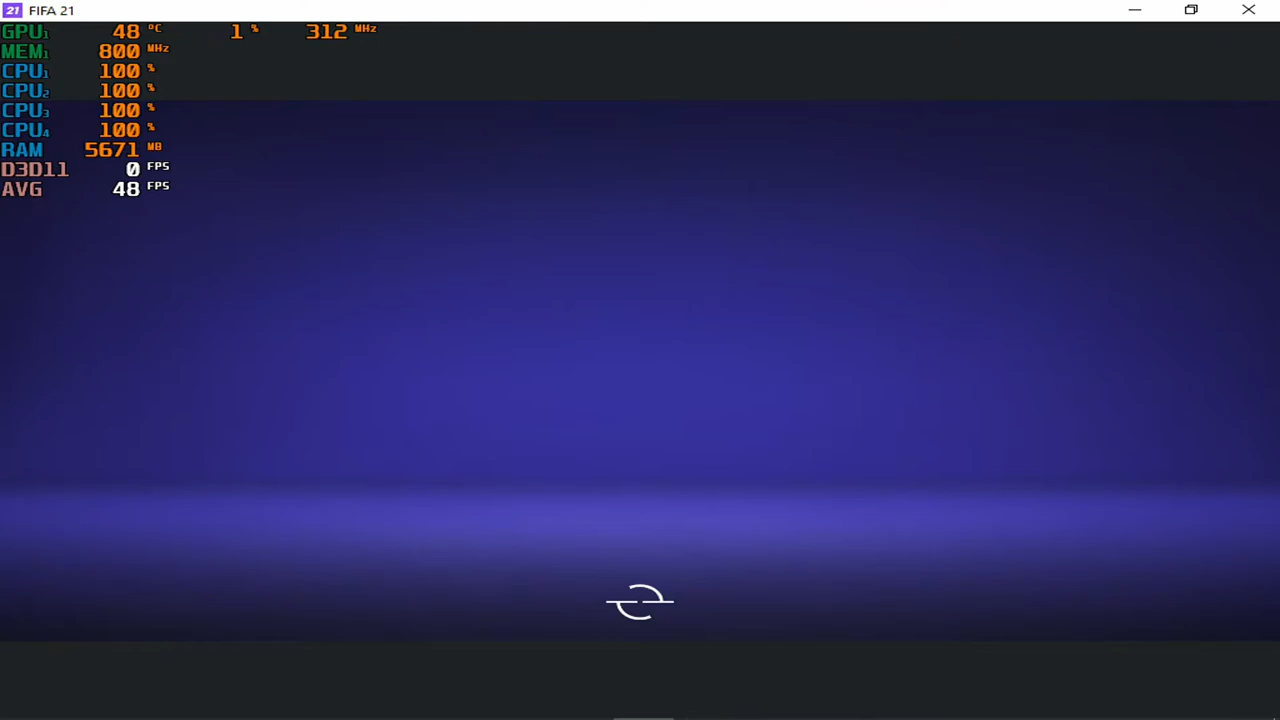 21 FIFA 21
GPU1 48 °C 1 % 312 MHz
MEM1 800 MHz
CPU1 100 %
CPU2 100 %
CPU3 100 %
CPU4 100 %
RAM 5671 MB
D3D11 0 FPS
AVG 48 FPS